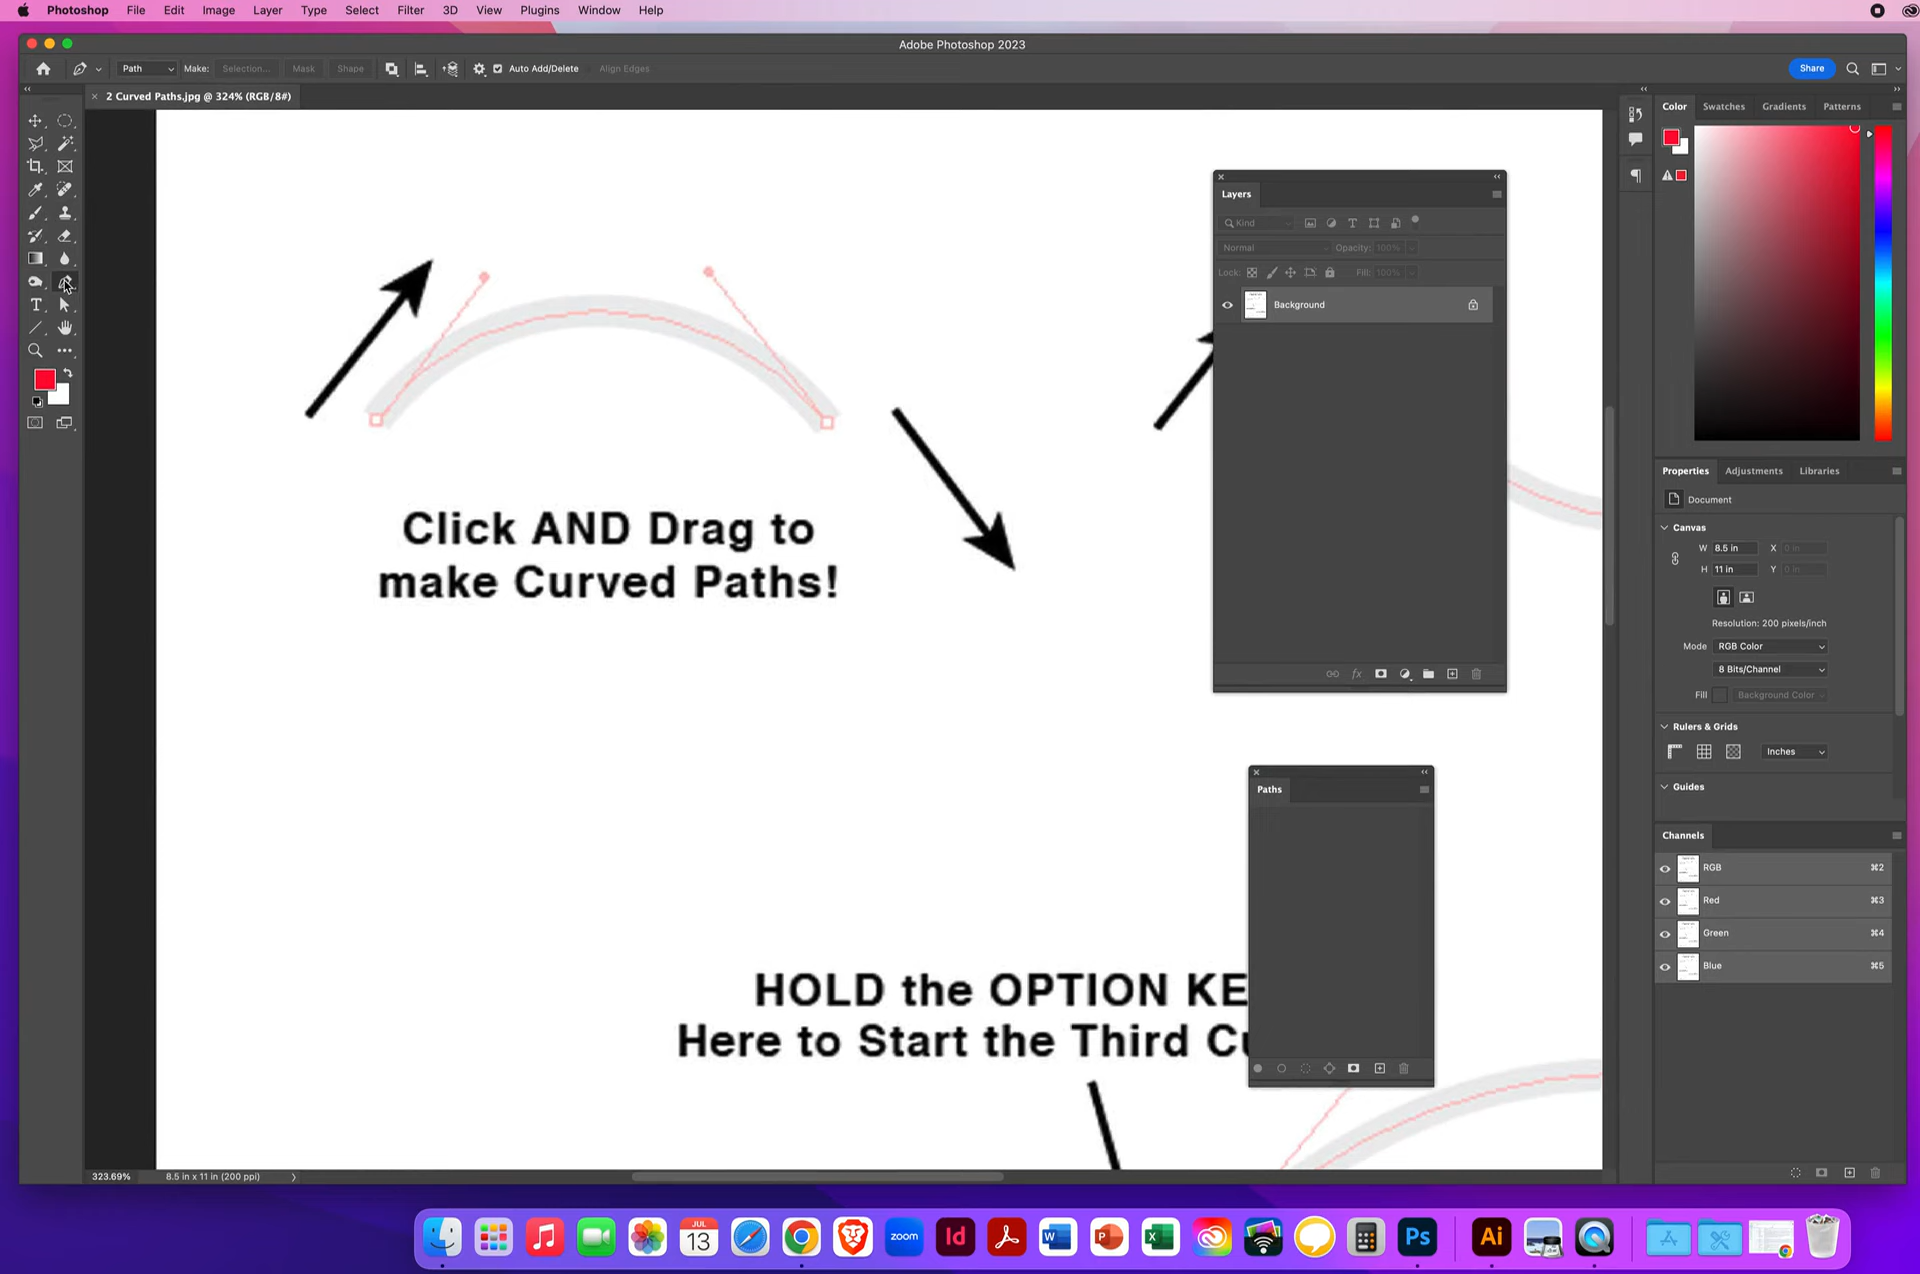 Photoshop File Edit Image Layer Type Select Filter 3D View Plugins Window Help
Adobe Photoshop 2023
Path Make: Selection... Mask Shape Auto Add/Delete Align Edges Share
2 Curved Paths.jpg @ 324% (RGB/8#)
Color Swatches Gradients Patterns
Layers
Kind
Normal Opacity: 100%
Lock: Fill: 100%
Background
Click AND Drag to
make Curved Paths!
Properties Adjustments Libraries
Document
Canvas
W 8.5 in X 0 in
H 11 in Y 0 in
Resolution: 200 pixels/inch
Mode RGB Color
8 Bits/Channel
Fill Background Color
Rulers & Grids
Inches
Guides
Paths
Channels
RGB ⌘2
Red ⌘3
Green ⌘4
Blue ⌘5
HOLD the OPTION KE
Here to Start the Third Cu
323.69% 8.5 in x 11 in (200 ppi)
JUL
13
zoom
Id
W
P
X
Ps
Ai